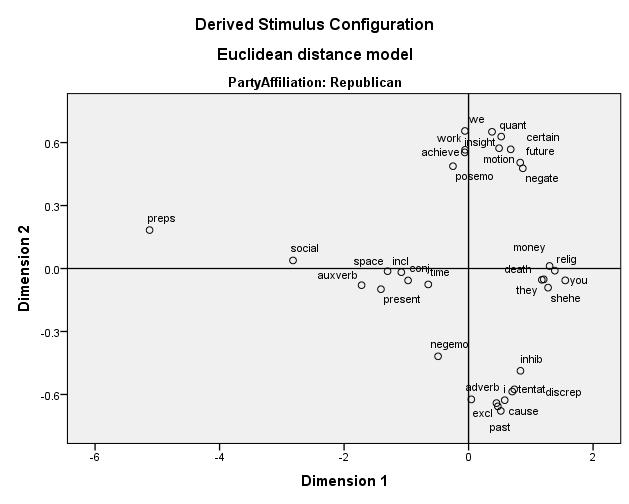 Derived Stimulus Configuration
Euclidean distance model
PartyAffiliation: Republican
we
quant
work
insight
certain
achieve
motion
future
posemo
negate
0.6
0.3
preps
social
money
space
incl
conj
time
death
relig
0.0
auxverb
present
they
you
shehe
Dimension 2
-0.3
negemo
inhib
adverb
i
tentat
discrep
-0.6
excl
cause
past
-6
-4
-2
0
2
Dimension 1